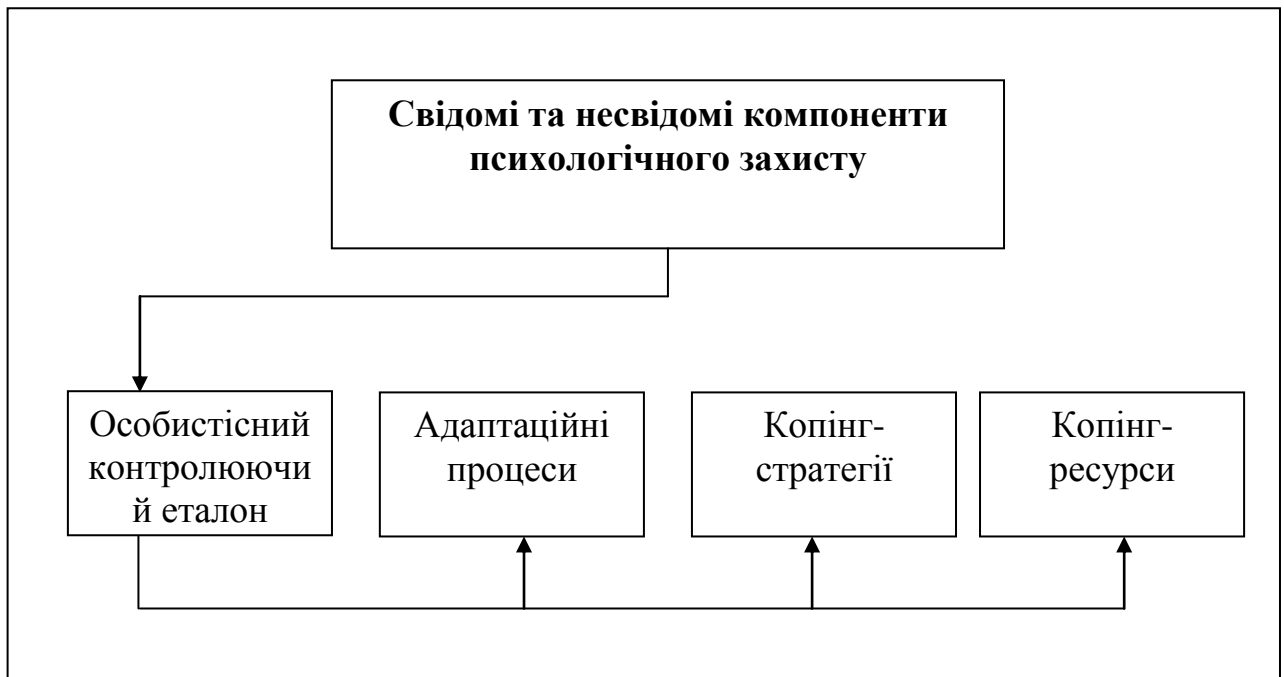 Свідомі та несвідомі компоненти
психологічного захисту
Особистісний
контролюючи
й еталон
Адаптаційні
процеси
Копінг-
стратегії
Копінг-
ресурси